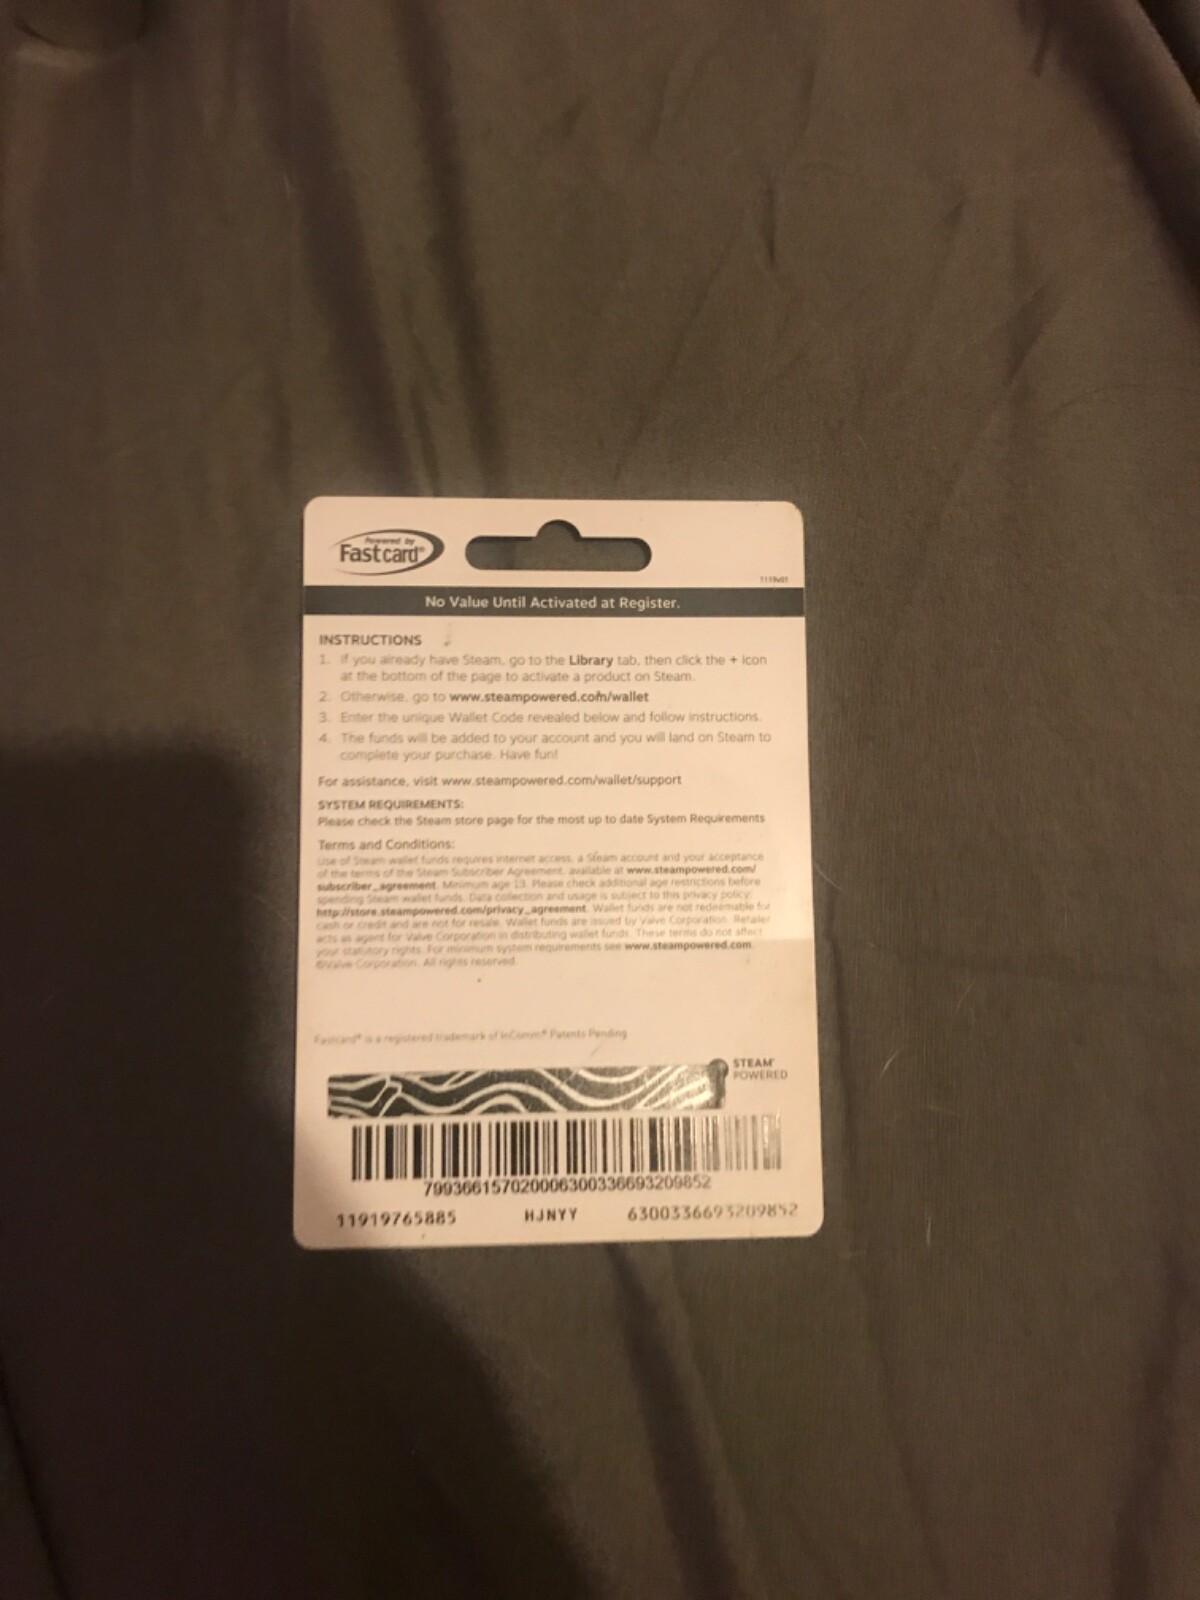 Powered by
Fastcard®
1119v01
No Value Until Activated at Register.
INSTRUCTIONS
1. If you already have Steam, go to the Library tab, then click the + icon
at the bottom of the page to activate a product on Steam.
2. Otherwise, go to www.steampowered.com/wallet
3. Enter the unique Wallet Code revealed below and follow instructions.
4. The funds will be added to your account and you will land on Steam to
complete your purchase. Have fun!
For assistance, visit www.steampowered.com/wallet/support
SYSTEM REQUIREMENTS:
Please check the Steam store page for the most up to date System Requirements
Terms and Conditions:
Use of Steam wallet funds requires internet access, a Steam account and your acceptance
of the terms of the Steam Subscriber Agreement, available at www.steampowered.com/
subscriber_agreement. Minimum age 13. Please check additional age restrictions before
spending Steam wallet funds. Data collection and usage is subject to this privacy policy:
http://store.steampowered.com/privacy_agreement. Wallet funds are not redeemable for
cash or credit and are not for resale. Wallet funds are issued by Valve Corporation. Retailer
acts as agent for Valve Corporation in distributing wallet funds. These terms do not affect
your statutory rights. For minimum system requirements see www.steampowered.com.
©Valve Corporation. All rights reserved.
Fastcard® is a registered trademark of InComm® Patents Pending
STEAM®
POWERED
799366157020006300336693209852
11919765885 HJNYY 6300336693209852